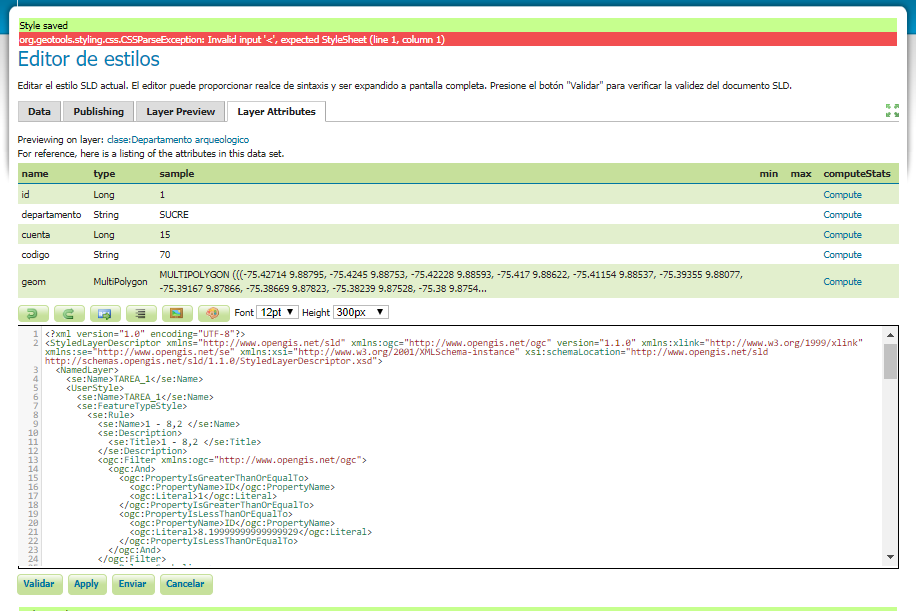 Style saved
org.geotools.styling.css.CSSParseException: Invalid input '<', expected StyleSheet (line 1, column 1)
Editor de estilos
Editar el estilo SLD actual. El editor puede proporcionar realce de sintaxis y ser expandido a pantalla completa. Presione el botón "Validar" para verificar la validez del documento SLD.
Data Publishing Layer Preview Layer Attributes
Previewing on layer: clase:Departamento arqueologico
For reference, here is a listing of the attributes in this data set.
name type sample min max computeStats
id Long 1 Compute
departamento String SUCRE Compute
cuenta Long 15 Compute
codigo String 70 Compute
geom MultiPolygon MULTIPOLYGON (((-75.42714 9.88795, -75.4245 9.88753, -75.42228 9.88593, -75.417 9.88622, -75.41154 9.88537, -75.39355 9.88077,
-75.39167 9.87866, -75.38669 9.87823, -75.38239 9.87528, -75.38 9.8754... Compute
Font 12pt Height 300px
1 <?xml version="1.0" encoding="UTF-8"?>
2 <StyledLayerDescriptor xmlns="http://www.opengis.net/sld" xmlns:ogc="http://www.opengis.net/ogc" version="1.1.0" xmlns:xlink="http://www.w3.org/1999/xlink"
xmlns:se="http://www.opengis.net/se" xmlns:xsi="http://www.w3.org/2001/XMLSchema-instance" xsi:schemaLocation="http://www.opengis.net/sld
http://schemas.opengis.net/sld/1.1.0/StyledLayerDescriptor.xsd">
3 <NamedLayer>
4 <se:Name>TAREA_1</se:Name>
5 <UserStyle>
6 <se:Name>TAREA_1</se:Name>
7 <se:FeatureTypeStyle>
8 <se:Rule>
9 <se:Name>1 - 8,2 </se:Name>
10 <se:Description>
11 <se:Title>1 - 8,2 </se:Title>
12 </se:Description>
13 <ogc:Filter xmlns:ogc="http://www.opengis.net/ogc">
14 <ogc:And>
15 <ogc:PropertyIsGreaterThanOrEqualTo>
16 <ogc:PropertyName>ID</ogc:PropertyName>
17 <ogc:Literal>1</ogc:Literal>
18 </ogc:PropertyIsGreaterThanOrEqualTo>
19 <ogc:PropertyIsLessThanOrEqualTo>
20 <ogc:PropertyName>ID</ogc:PropertyName>
21 <ogc:Literal>8.19999999999999929</ogc:Literal>
22 </ogc:PropertyIsLessThanOrEqualTo>
23 </ogc:And>
24 </ogc:Filter>
Validar Apply Enviar Cancelar